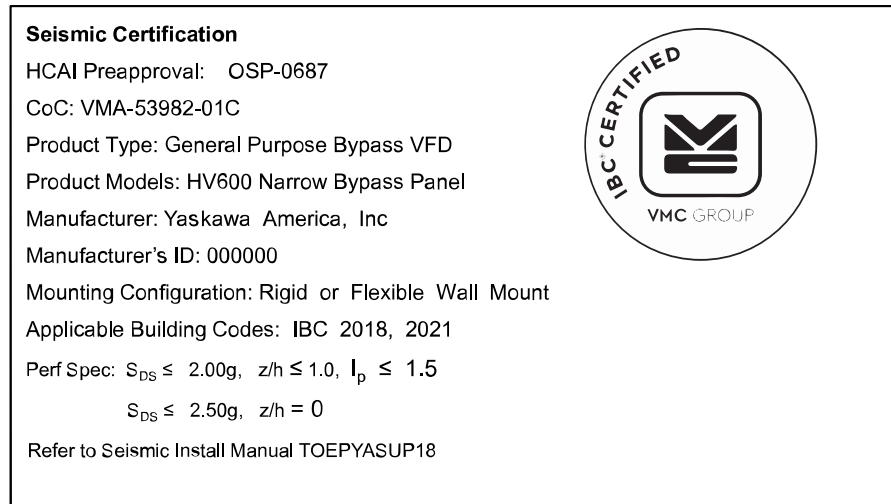 Seismic Certification
HCAI Preapproval: OSP-0687
CoC: VMA-53982-01C
Product Type: General Purpose Bypass VFD
Product Models: HV600 Narrow Bypass Panel
Manufacturer: Yaskawa America, Inc
Manufacturer's ID: 000000
Mounting Configuration: Rigid or Flexible Wall Mount
Applicable Building Codes: IBC 2018, 2021
Perf Spec: SDS ≤ 2.00g, z/h ≤ 1.0, Ip ≤ 1.5
SDS ≤ 2.50g, z/h = 0
Refer to Seismic Install Manual TOEPYASUP18
IBC CERTIFIED
VMC GROUP